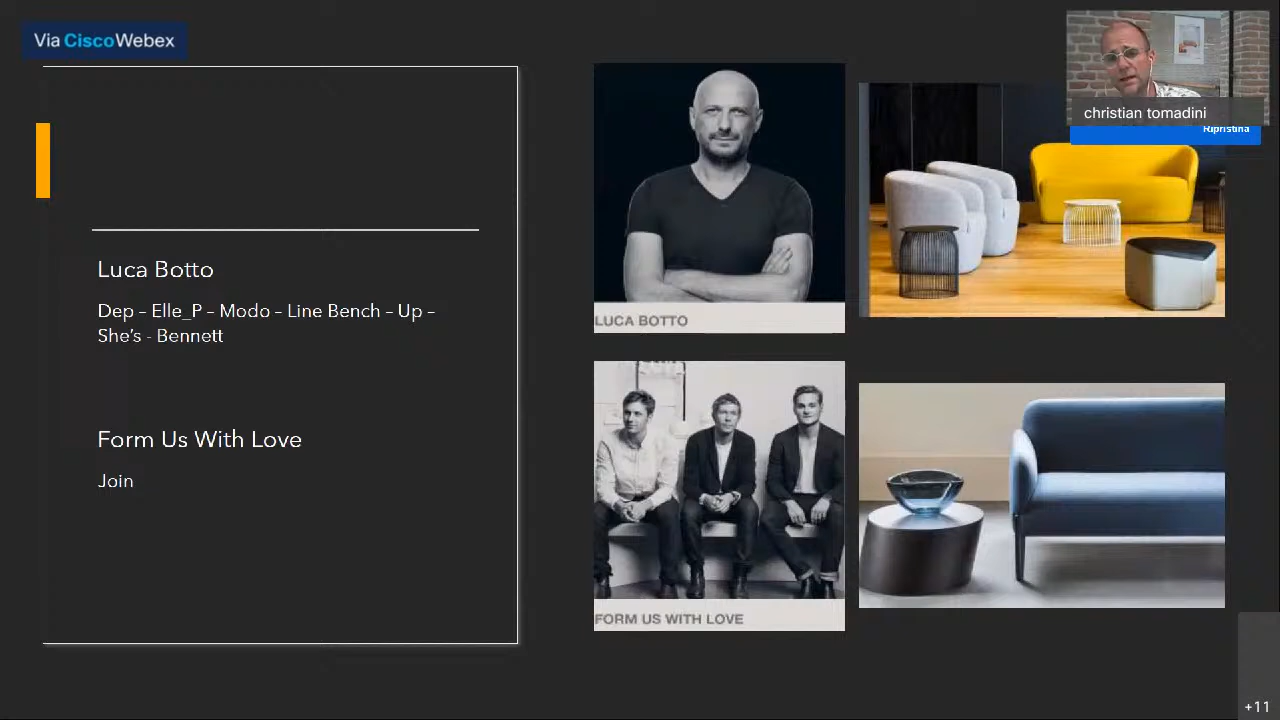 Via CiscoWebex
christian tomadini
Ripristina
Luca Botto
Dep – Elle_P – Modo – Line Bench – Up –
She’s - Bennett
Form Us With Love
Join
LUCA BOTTO
FORM US WITH LOVE
+11